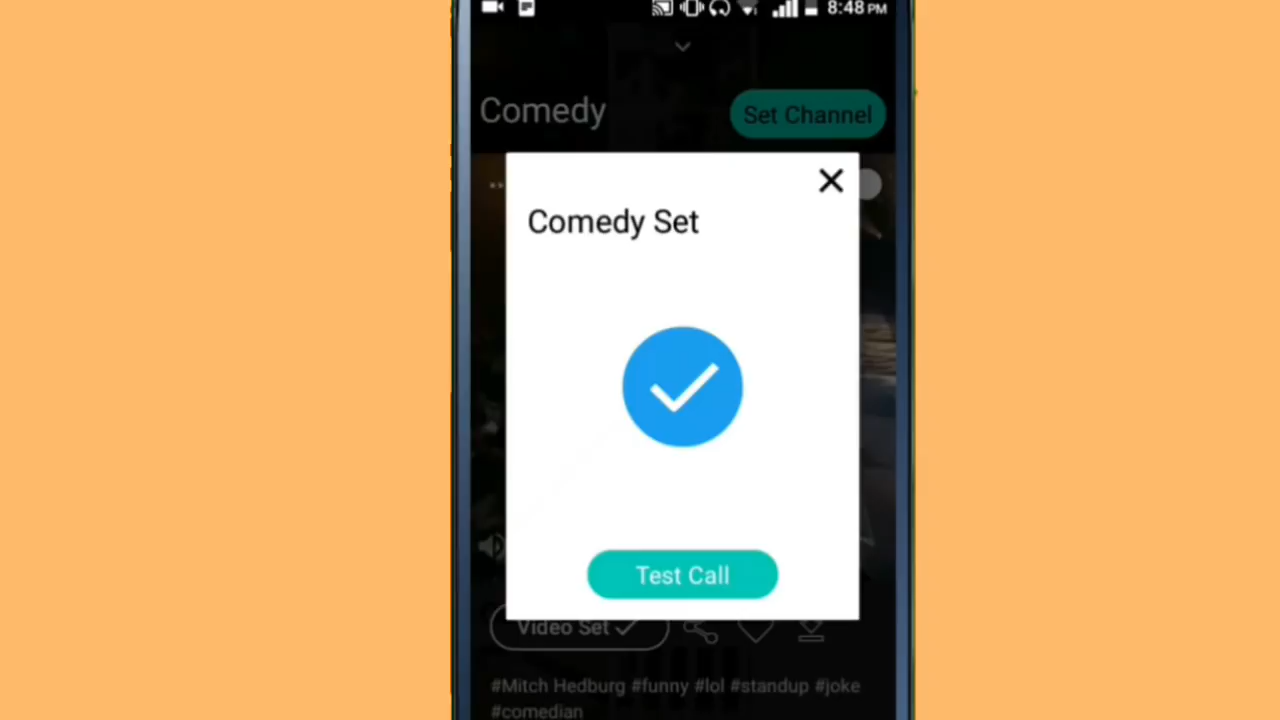 8:48 PM
Comedy
Set Channel
Comedy Set
Test Call
Video Set
#Mitch Hedburg #funny #lol #standup #joke
#comedian